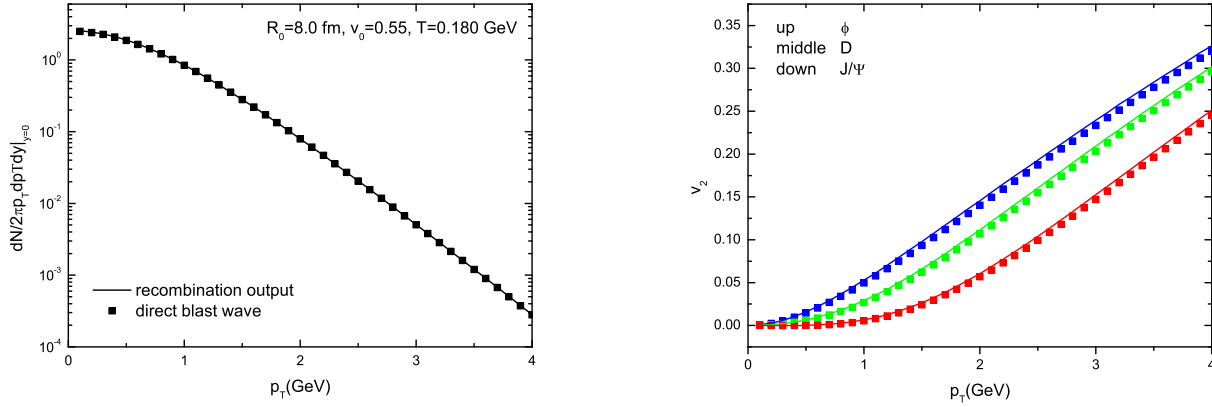 R₀=8.0 fm, v₀=0.55, T=0.180 GeV
10⁰
10⁻¹
10⁻²
10⁻³
10⁻⁴
dN/2πp_T dpTdy|y=0
recombination output
direct blast wave
0 1 2 3 4
p_T(GeV)
up ϕ
middle D
down J/Ψ
0.35
0.30
0.25
0.20
0.15
0.10
0.05
0.00
v₂
0 1 2 3 4
p_T(GeV)